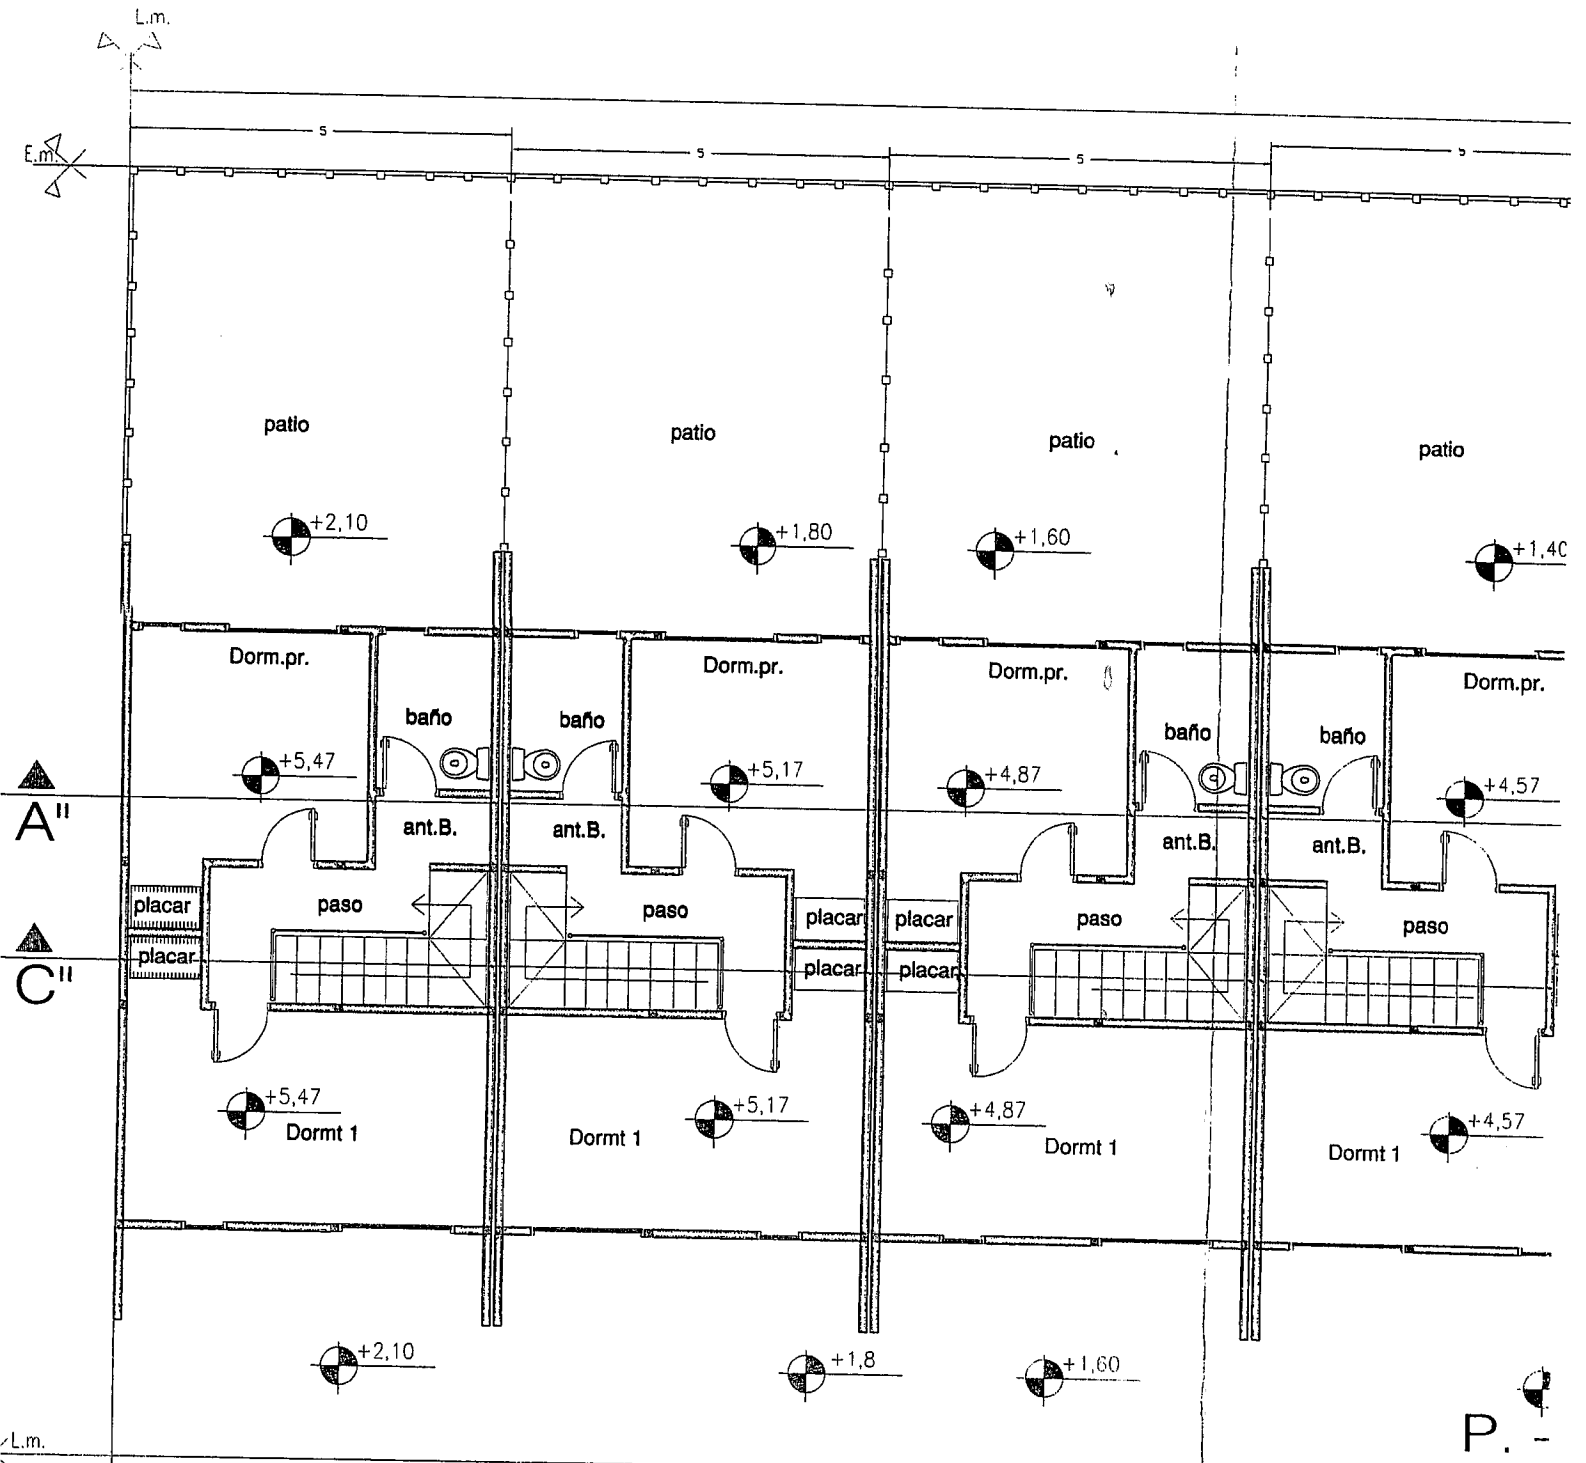 L.m.
E.m.
5
5
5
5
patio
patio
patio
patio
+2,10
+1,80
+1,60
+1,40
Dorm.pr.
Dorm.pr.
Dorm.pr.
Dorm.pr.
baño
baño
baño
baño
+5,47
+5,17
+4,87
+4,57
A"
ant.B.
ant.B.
ant.B.
ant.B.
placar
paso
paso
placar
placar
paso
paso
placar
placar
placar
C"
+5,47
+5,17
+4,87
+4,57
Dormt 1
Dormt 1
Dormt 1
Dormt 1
+2,10
+1,8
+1,60
L.m.
P. -